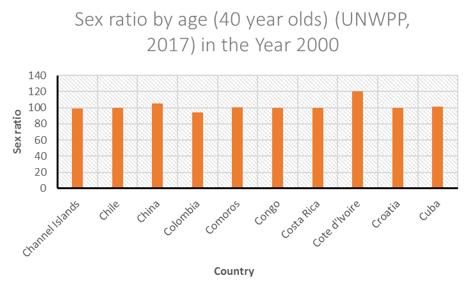 Sex ratio by age (40 year olds) (UNWPP,
2017) in the Year 2000
Sex ratio
140
120
100
80
60
40
20
0
Channel Islands
Chile
China
Colombia
Comoros
Congo
Costa Rica
Cote d'Ivoire
Croatia
Cuba
Country